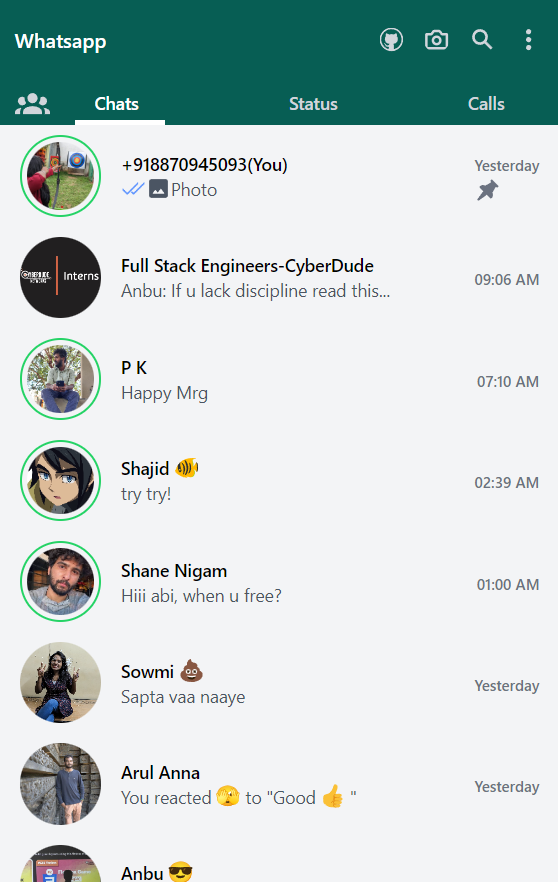 Whatsapp
Chats Status Calls
+918870945093(You) Yesterday
Photo
CYBERDUDE Interns
NETWORKS
Full Stack Engineers-CyberDude
Anbu: If u lack discipline read this... 09:06 AM
P K
Happy Mrg 07:10 AM
Shajid 🐠
try try! 02:39 AM
Shane Nigam
Hiii abi, when u free? 01:00 AM
Sowmi 💩
Sapta vaa naaye Yesterday
Arul Anna
You reacted 🫣 to "Good 👍 " Yesterday
Anbu 😎